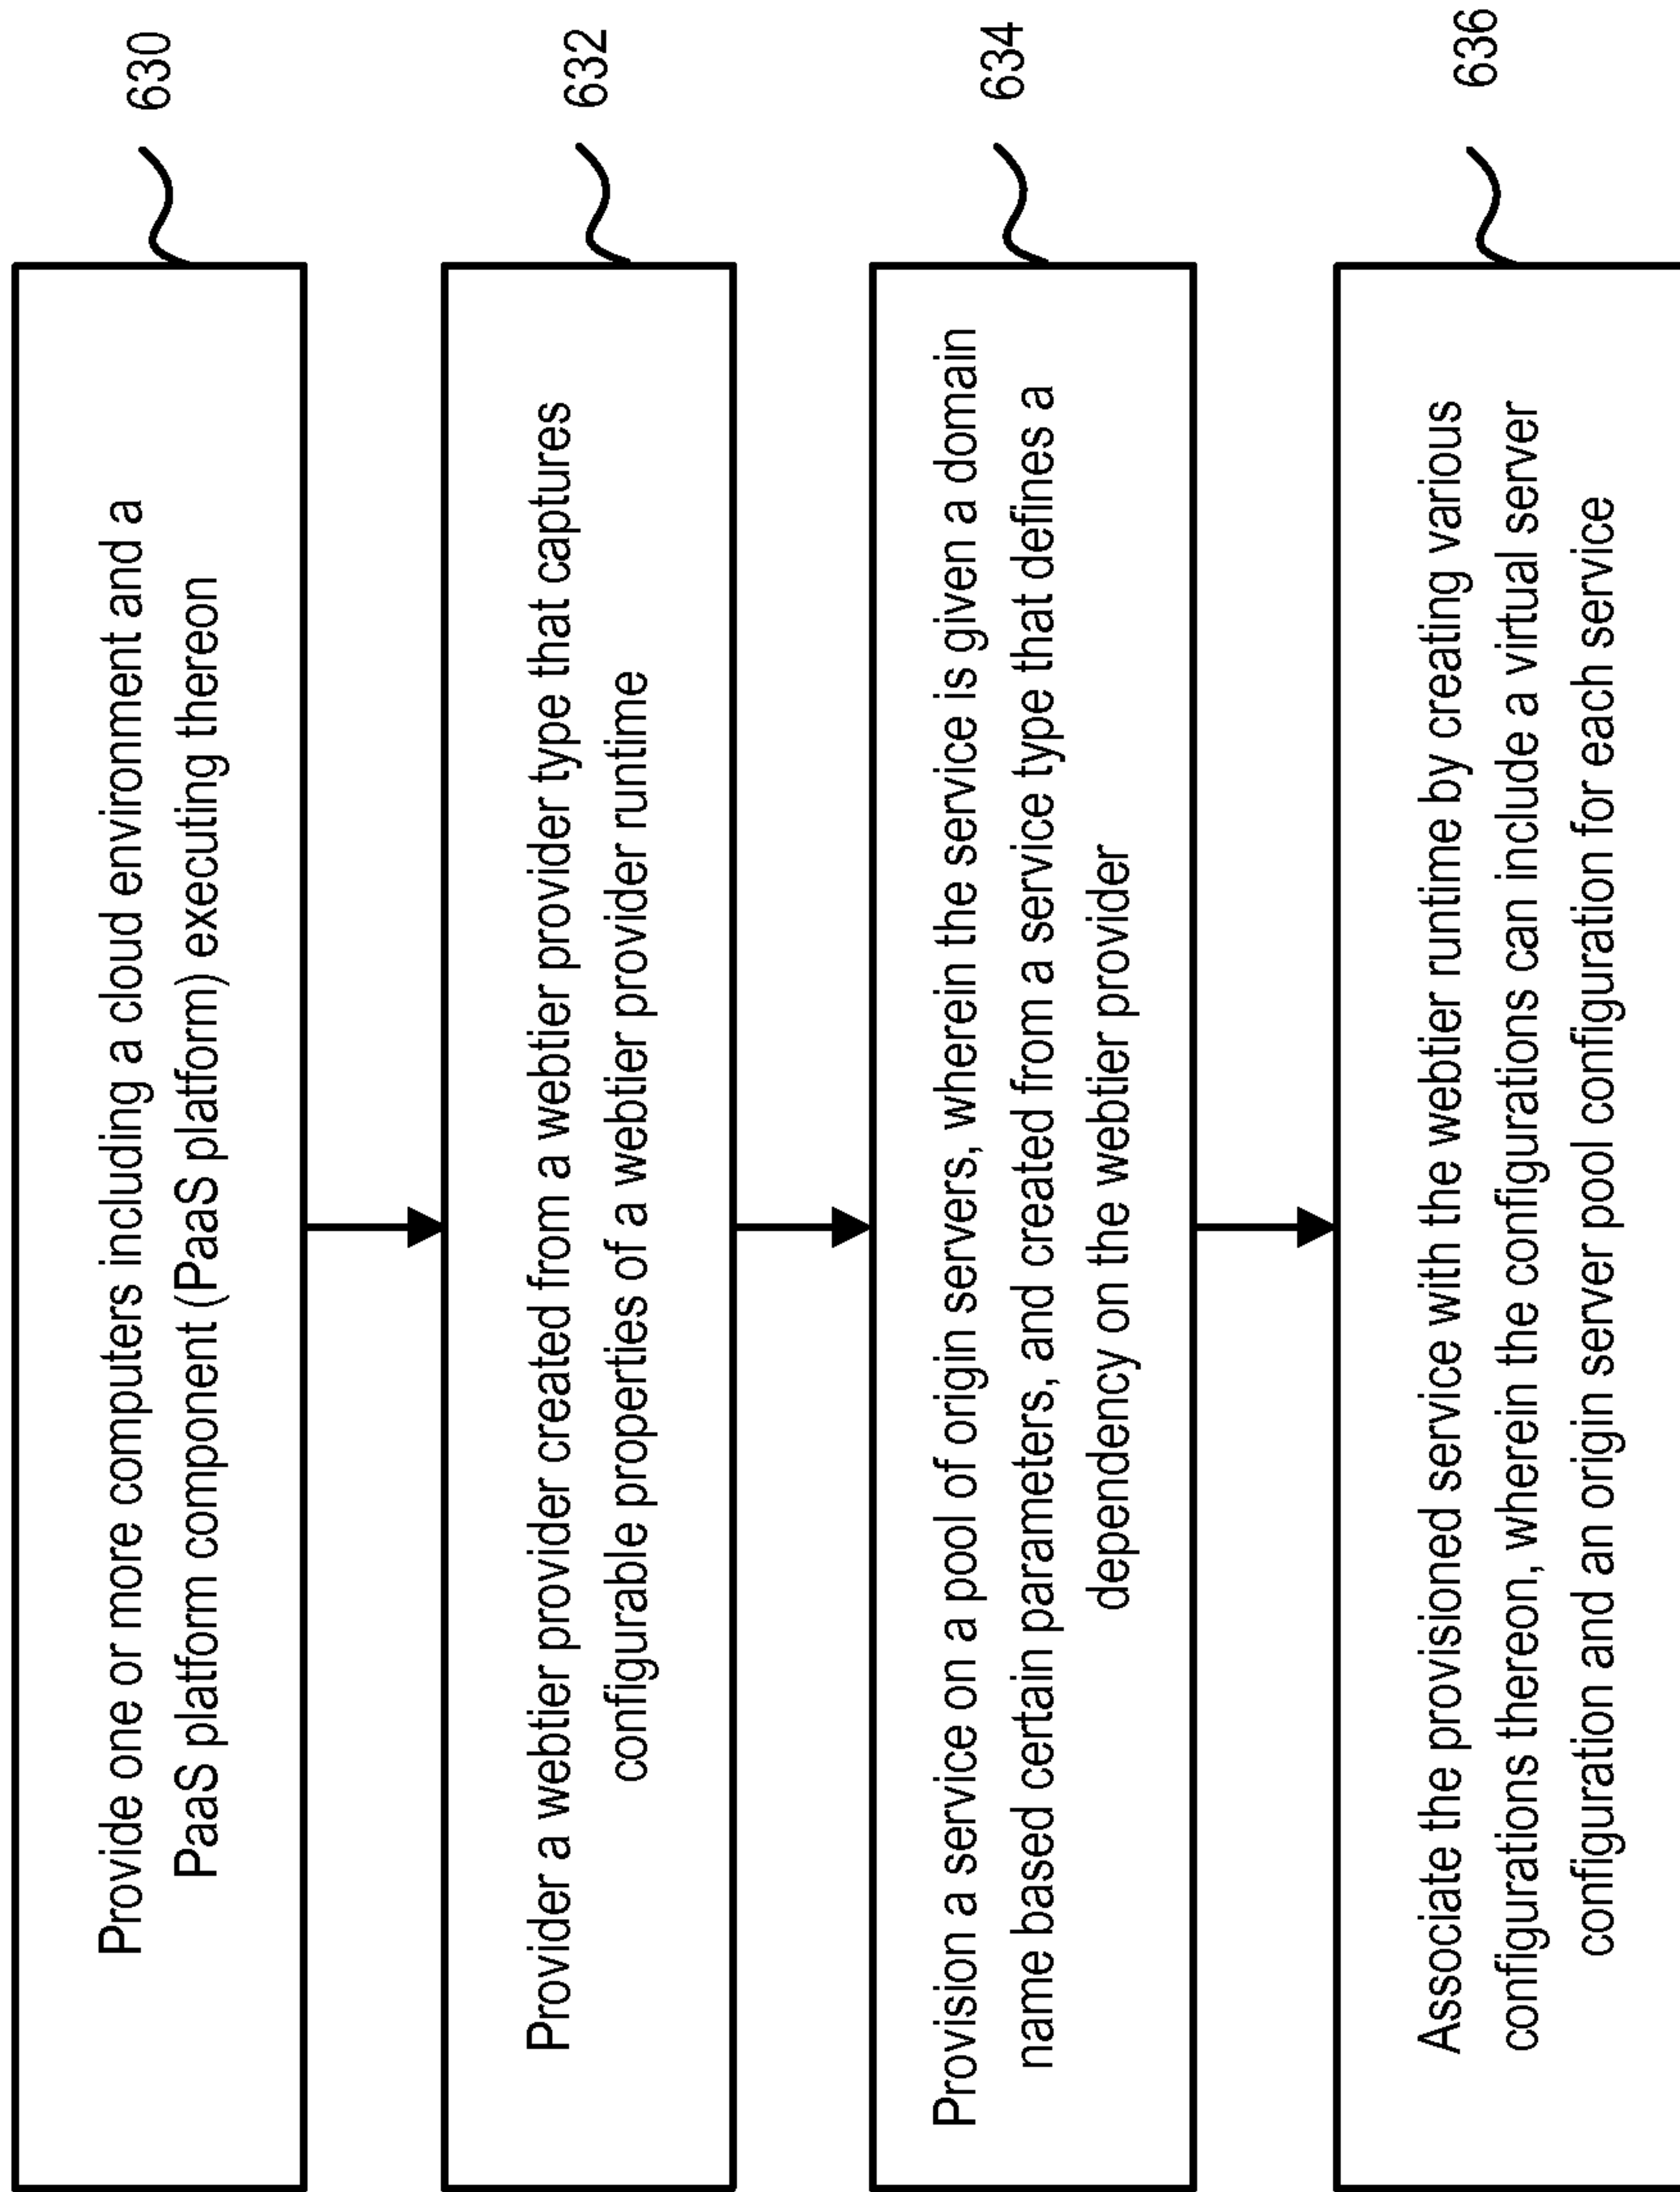 Provide one or more computers including a cloud environment and a
PaaS platform component (PaaS platform) executing thereon
630
Provider a webtier provider created from a webtier provider type that captures
configurable properties of a webtier provider runtime
632
Provision a service on a pool of origin servers, wherein the service is given a domain
name based certain parameters, and created from a service type that defines a
dependency on the webtier provider
634
Associate the provisioned service with the webtier runtime by creating various
configurations thereon, wherein the configurations can include a virtual server
configuration and an origin server pool configuration for each service
636